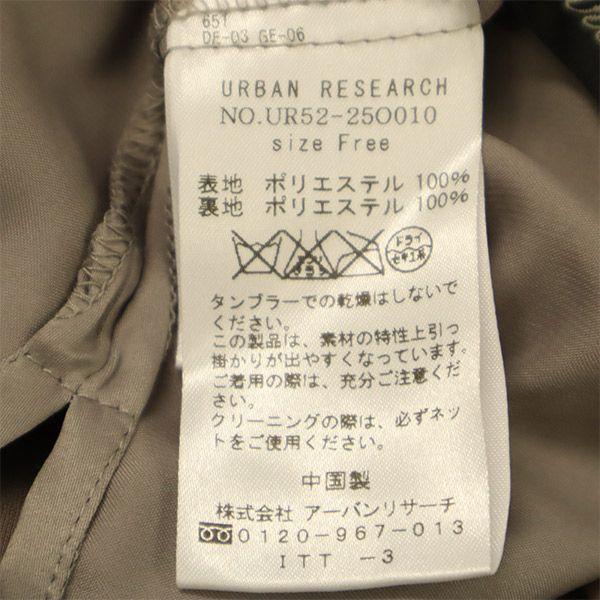 651
DE-03 GE-06
URBAN RESEARCH
NO.UR52-25O010
size Free
表地 ポリエステル 100%
裏地 ポリエステル 100%
ドライ
セキユ系
タンブラーでの乾燥はしないで
ください。
この製品は、素材の特性上引っ
掛かりが出やすくなっています。
ご着用の際は、充分ご注意くだ
さい。
クリーニングの際は、必ずネッ
トをご使用ください。
中国製
株式会社 アーバンリサーチ
0120-967-013
ITT -3